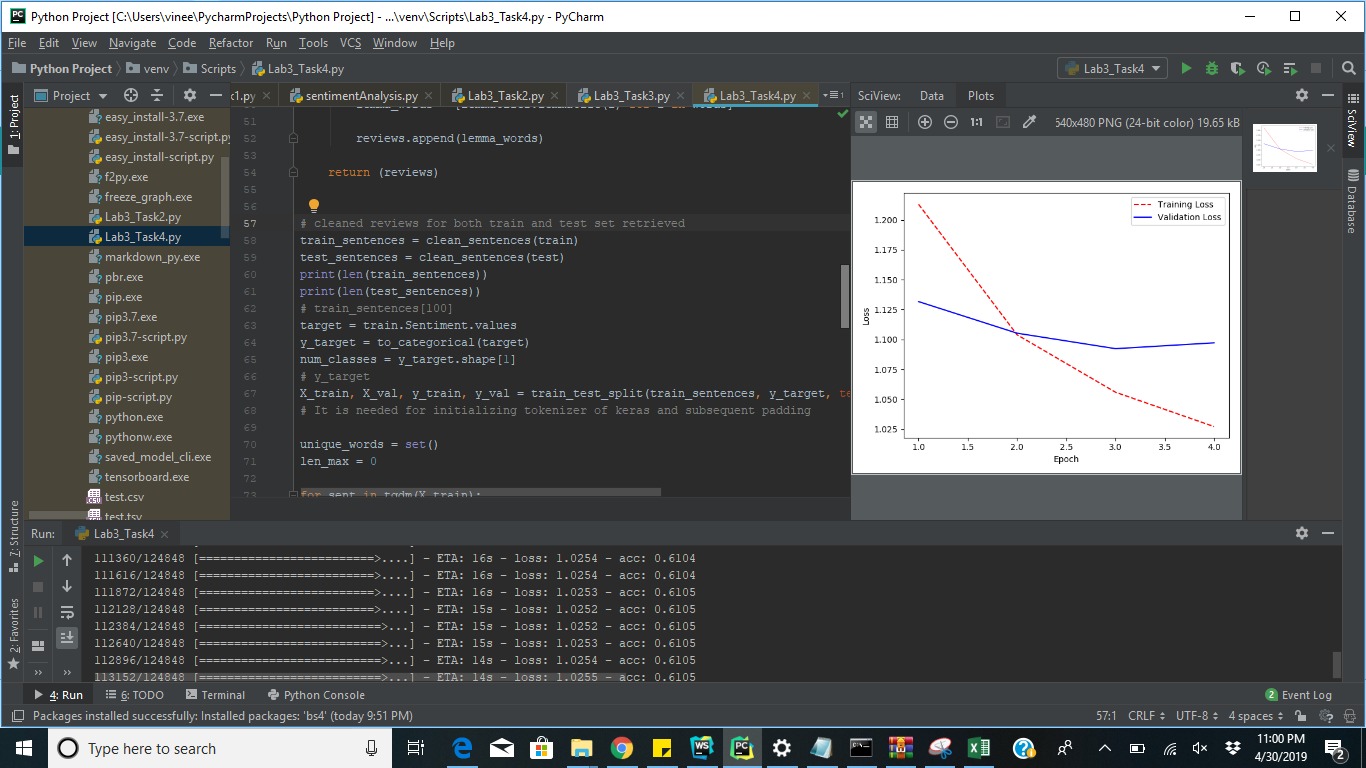 Python Project [C:\Users\vinee\PycharmProjects\Python Project] - ...\venv\Scripts\Lab3_Task4.py - PyCharm
File Edit View Navigate Code Refactor Run Tools VCS Window Help
Python Project venv Scripts Lab3_Task4.py Lab3_Task4
1: Project
Project
k1.py sentimentAnalysis.py Lab3_Task2.py Lab3_Task3.py Lab3_Task4.py
SciView: Data Plots
1:1 640x480 PNG (24-bit color) 19.65 kB
SciView
Database
easy_install-3.7.exe
easy_install-3.7-script.py
easy_install-script.py
f2py.exe
freeze_graph.exe
Lab3_Task2.py
Lab3_Task4.py
markdown_py.exe
pbr.exe
pip.exe
pip3.7.exe
pip3.7-script.py
pip3.exe
pip3-script.py
pip-script.py
python.exe
pythonw.exe
saved_model_cli.exe
tensorboard.exe
test.csv
test.tsv
51
52 reviews.append(lemma_words)
53
54 return (reviews)
55
56
57 # cleaned reviews for both train and test set retrieved
58 train_sentences = clean_sentences(train)
59 test_sentences = clean_sentences(test)
60 print(len(train_sentences))
61 print(len(test_sentences))
62 # train_sentences[100]
63 target = train.Sentiment.values
64 y_target = to_categorical(target)
65 num_classes = y_target.shape[1]
66 # y_target
67 X_train, X_val, y_train, y_val = train_test_split(train_sentences, y_target, te
68 # It is needed for initializing tokenizer of keras and subsequent padding
69
70 unique_words = set()
71 len_max = 0
72
73 for sent in tqdm(X_train):
Training Loss
Validation Loss
1.200
1.175
1.150
1.125
1.100
1.075
1.050
1.025
Loss
1.0 1.5 2.0 2.5 3.0 3.5 4.0
Epoch
7: Structure
2: Favorites
Run: Lab3_Task4
111360/124848 [==========================>....] - ETA: 16s - loss: 1.0254 - acc: 0.6104
111616/124848 [==========================>....] - ETA: 16s - loss: 1.0254 - acc: 0.6104
111872/124848 [==========================>....] - ETA: 16s - loss: 1.0253 - acc: 0.6105
112128/124848 [==========================>....] - ETA: 15s - loss: 1.0252 - acc: 0.6105
112384/124848 [===========================>...] - ETA: 15s - loss: 1.0252 - acc: 0.6105
112640/124848 [===========================>...] - ETA: 15s - loss: 1.0253 - acc: 0.6105
112896/124848 [===========================>...] - ETA: 14s - loss: 1.0254 - acc: 0.6105
113152/124848 [===========================>...] - ETA: 14s - loss: 1.0255 - acc: 0.6105
4: Run 6: TODO Terminal Python Console 2 Event Log
Packages installed successfully: Installed packages: 'bs4' (today 9:51 PM) 57:1 CRLF UTF-8 4 spaces
Type here to search
11:00 PM
4/30/2019
2